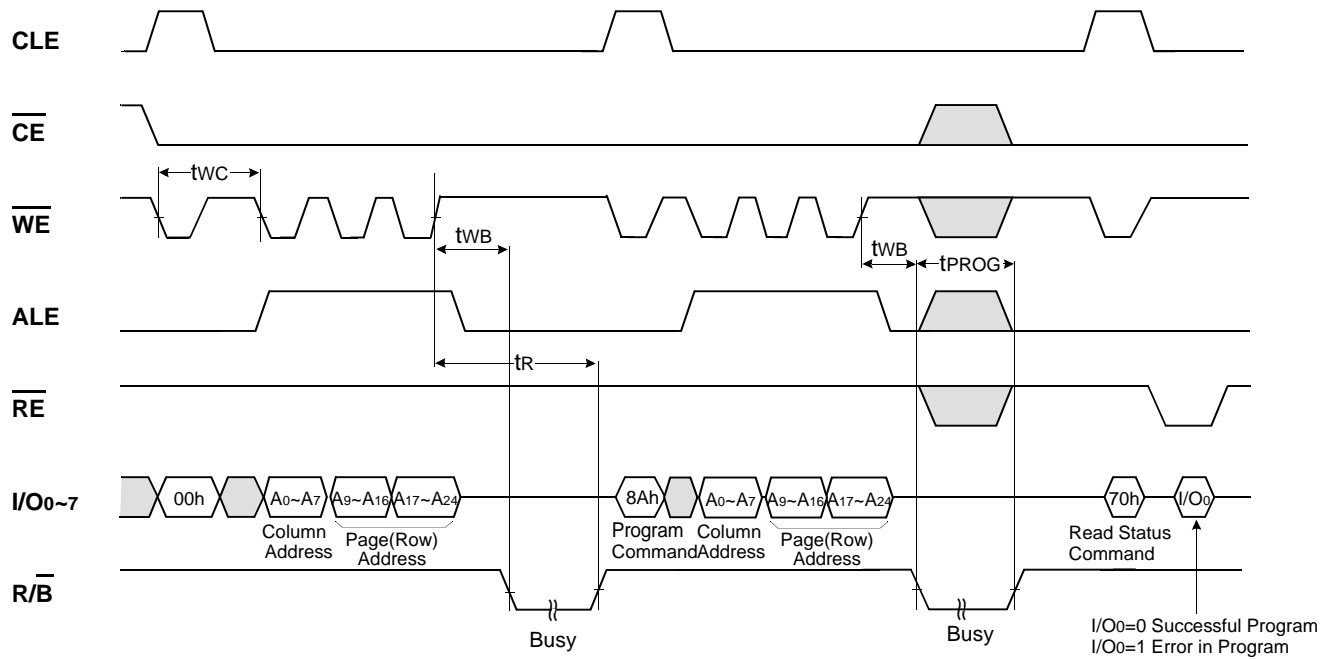 CLE
CE
tWC
WE
tWB
tWB
tPROG
ALE
tR
RE
I/O0~7
00h
A0~A7
A9~A16
A17~A24
8Ah
A0~A7
A9~A16
A17~A24
70h
I/O0
Column
Address
Page(Row)
Address
Program
Command
Column
Address
Page(Row)
Address
Read Status
Command
R/B
Busy
Busy
I/O0=0 Successful Program
I/O0=1 Error in Program